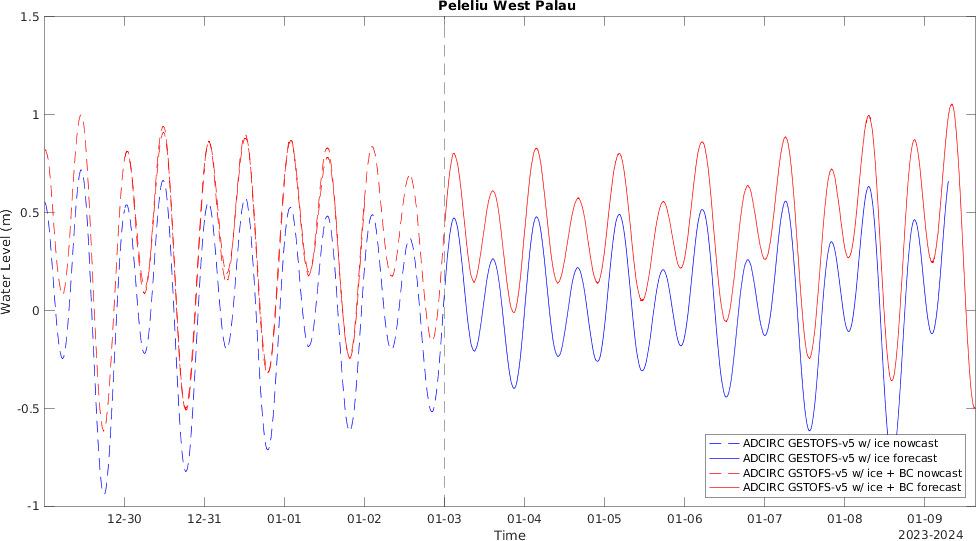 Peleliu West Palau
1.5
1
0.5
0
-0.5
-1
Water Level (m)
12-30 12-31 01-01 01-02 01-03 01-04 01-05 01-06 01-07 01-08 01-09
Time
2023-2024
ADCIRC GESTOFS-v5 w/ ice nowcast
ADCIRC GESTOFS-v5 w/ ice forecast
ADCIRC GSTOFS-v5 w/ ice + BC nowcast
ADCIRC GSTOFS-v5 w/ ice + BC forecast